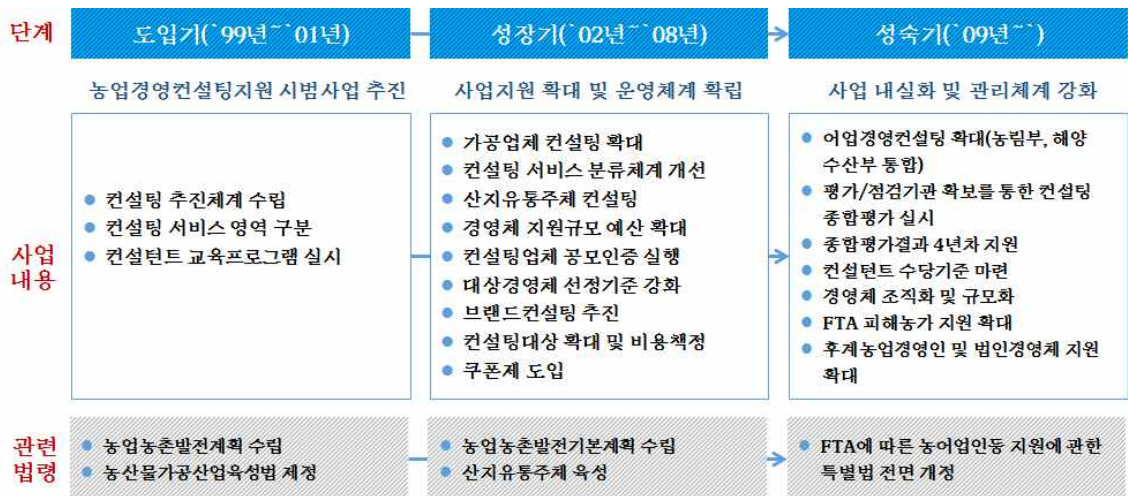 단계
도입기(`99년~`01년)
성장기(`02년~`08년)
성숙기(`09년~`)
농업경영컨설팅지원 시범사업 추진
사업지원 확대 및 운영체계 확립
사업 내실화 및 관리체계 강화
사업
내용
● 컨설팅 추진체계 수립
● 컨설팅 서비스 영역 구분
● 컨설턴트 교육프로그램 실시
● 가공업체 컨설팅 확대
● 컨설팅 서비스 분류체계 개선
● 산지유통주체 컨설팅
● 경영체 지원규모 예산 확대
● 컨설팅업체 공모인증 실행
● 대상경영체 선정기준 강화
● 브랜드컨설팅 추진
● 컨설팅대상 확대 및 비용책정
● 쿠폰제 도입
● 어업경영컨설팅 확대(농림부, 해양
수산부 통합)
● 평가/점검기관 확보를 통한 컨설팅
종합평가 실시
● 종합평가결과 4년차 지원
● 컨설턴트 수당기준 마련
● 경영체 조직화 및 규모화
● FTA 피해농가 지원 확대
● 후계농업경영인 및 법인경영체 지원
확대
관련
법령
● 농업농촌발전계획 수립
● 농산물가공산업육성법 제정
● 농업농촌발전기본계획 수립
● 산지유통주체 육성
● FTA에 따른 농어업인등 지원에 관한
특별법 전면 개정